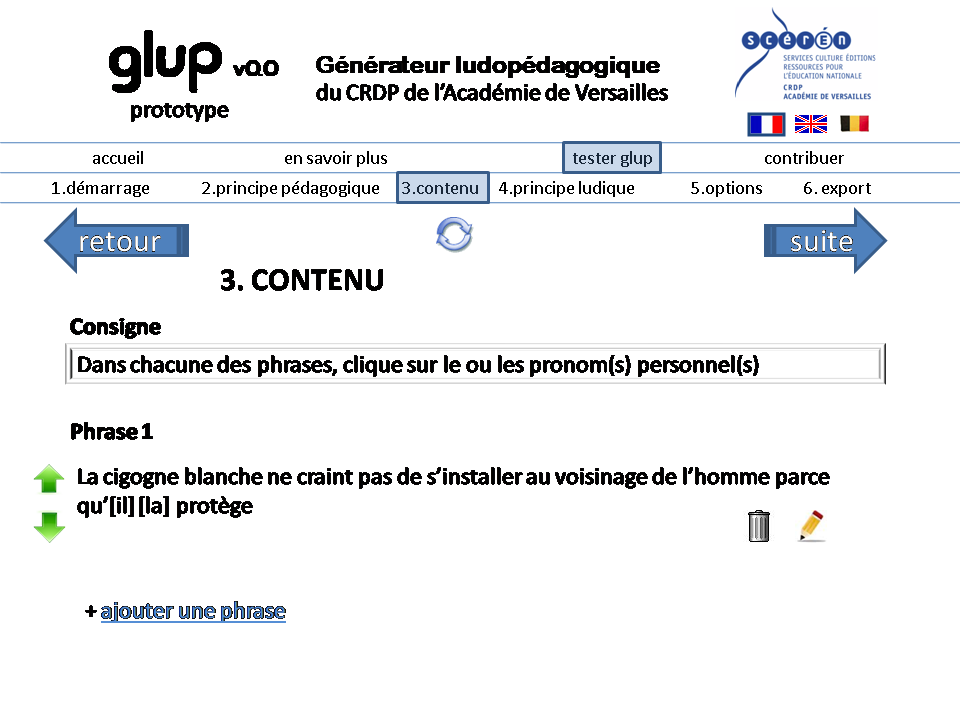 glup v0.0
prototype
Générateur ludopédagogique
du CRDP de l'Académie de Versailles
scérén
SERVICES CULTURE ÉDITIONS
RESSOURCES POUR
L'ÉDUCATION NATIONALE
CRDP
ACADÉMIE DE VERSAILLES
accueil en savoir plus tester glup contribuer
1.démarrage 2.principe pédagogique 3.contenu 4.principe ludique 5.options 6. export
retour suite
3. CONTENU
Consigne
Dans chacune des phrases, clique sur le ou les pronom(s) personnel(s)
Phrase 1
La cigogne blanche ne craint pas de s'installer au voisinage de l'homme parce
qu'[il] [la] protège
+ ajouter une phrase